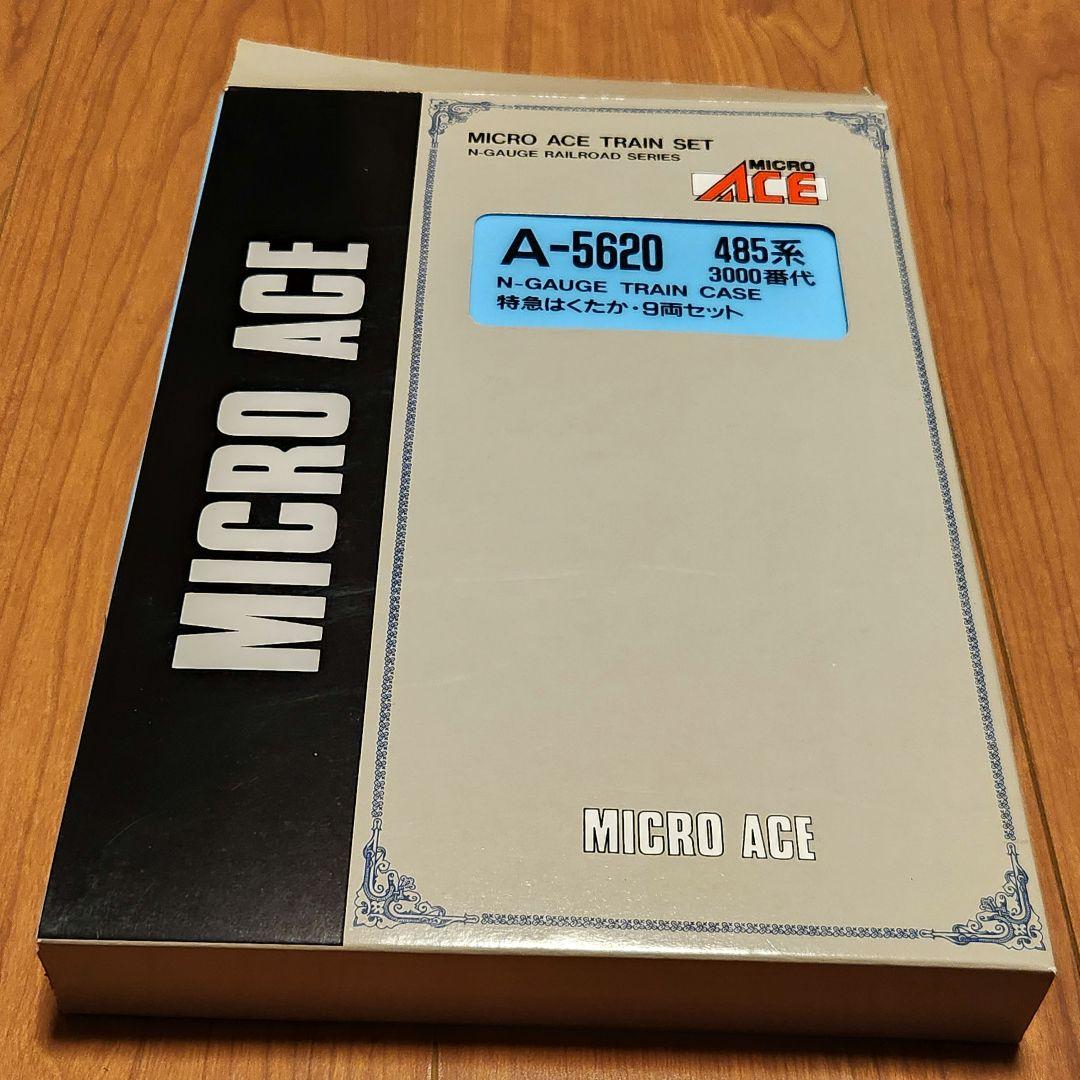 MICRO ACE
MICRO ACE TRAIN SET
N-GAUGE RAILROAD SERIES
MICRO
ACE
A-5620 485系
3000番代
N-GAUGE TRAIN CASE
特急はくたか・9両セット
MICRO ACE